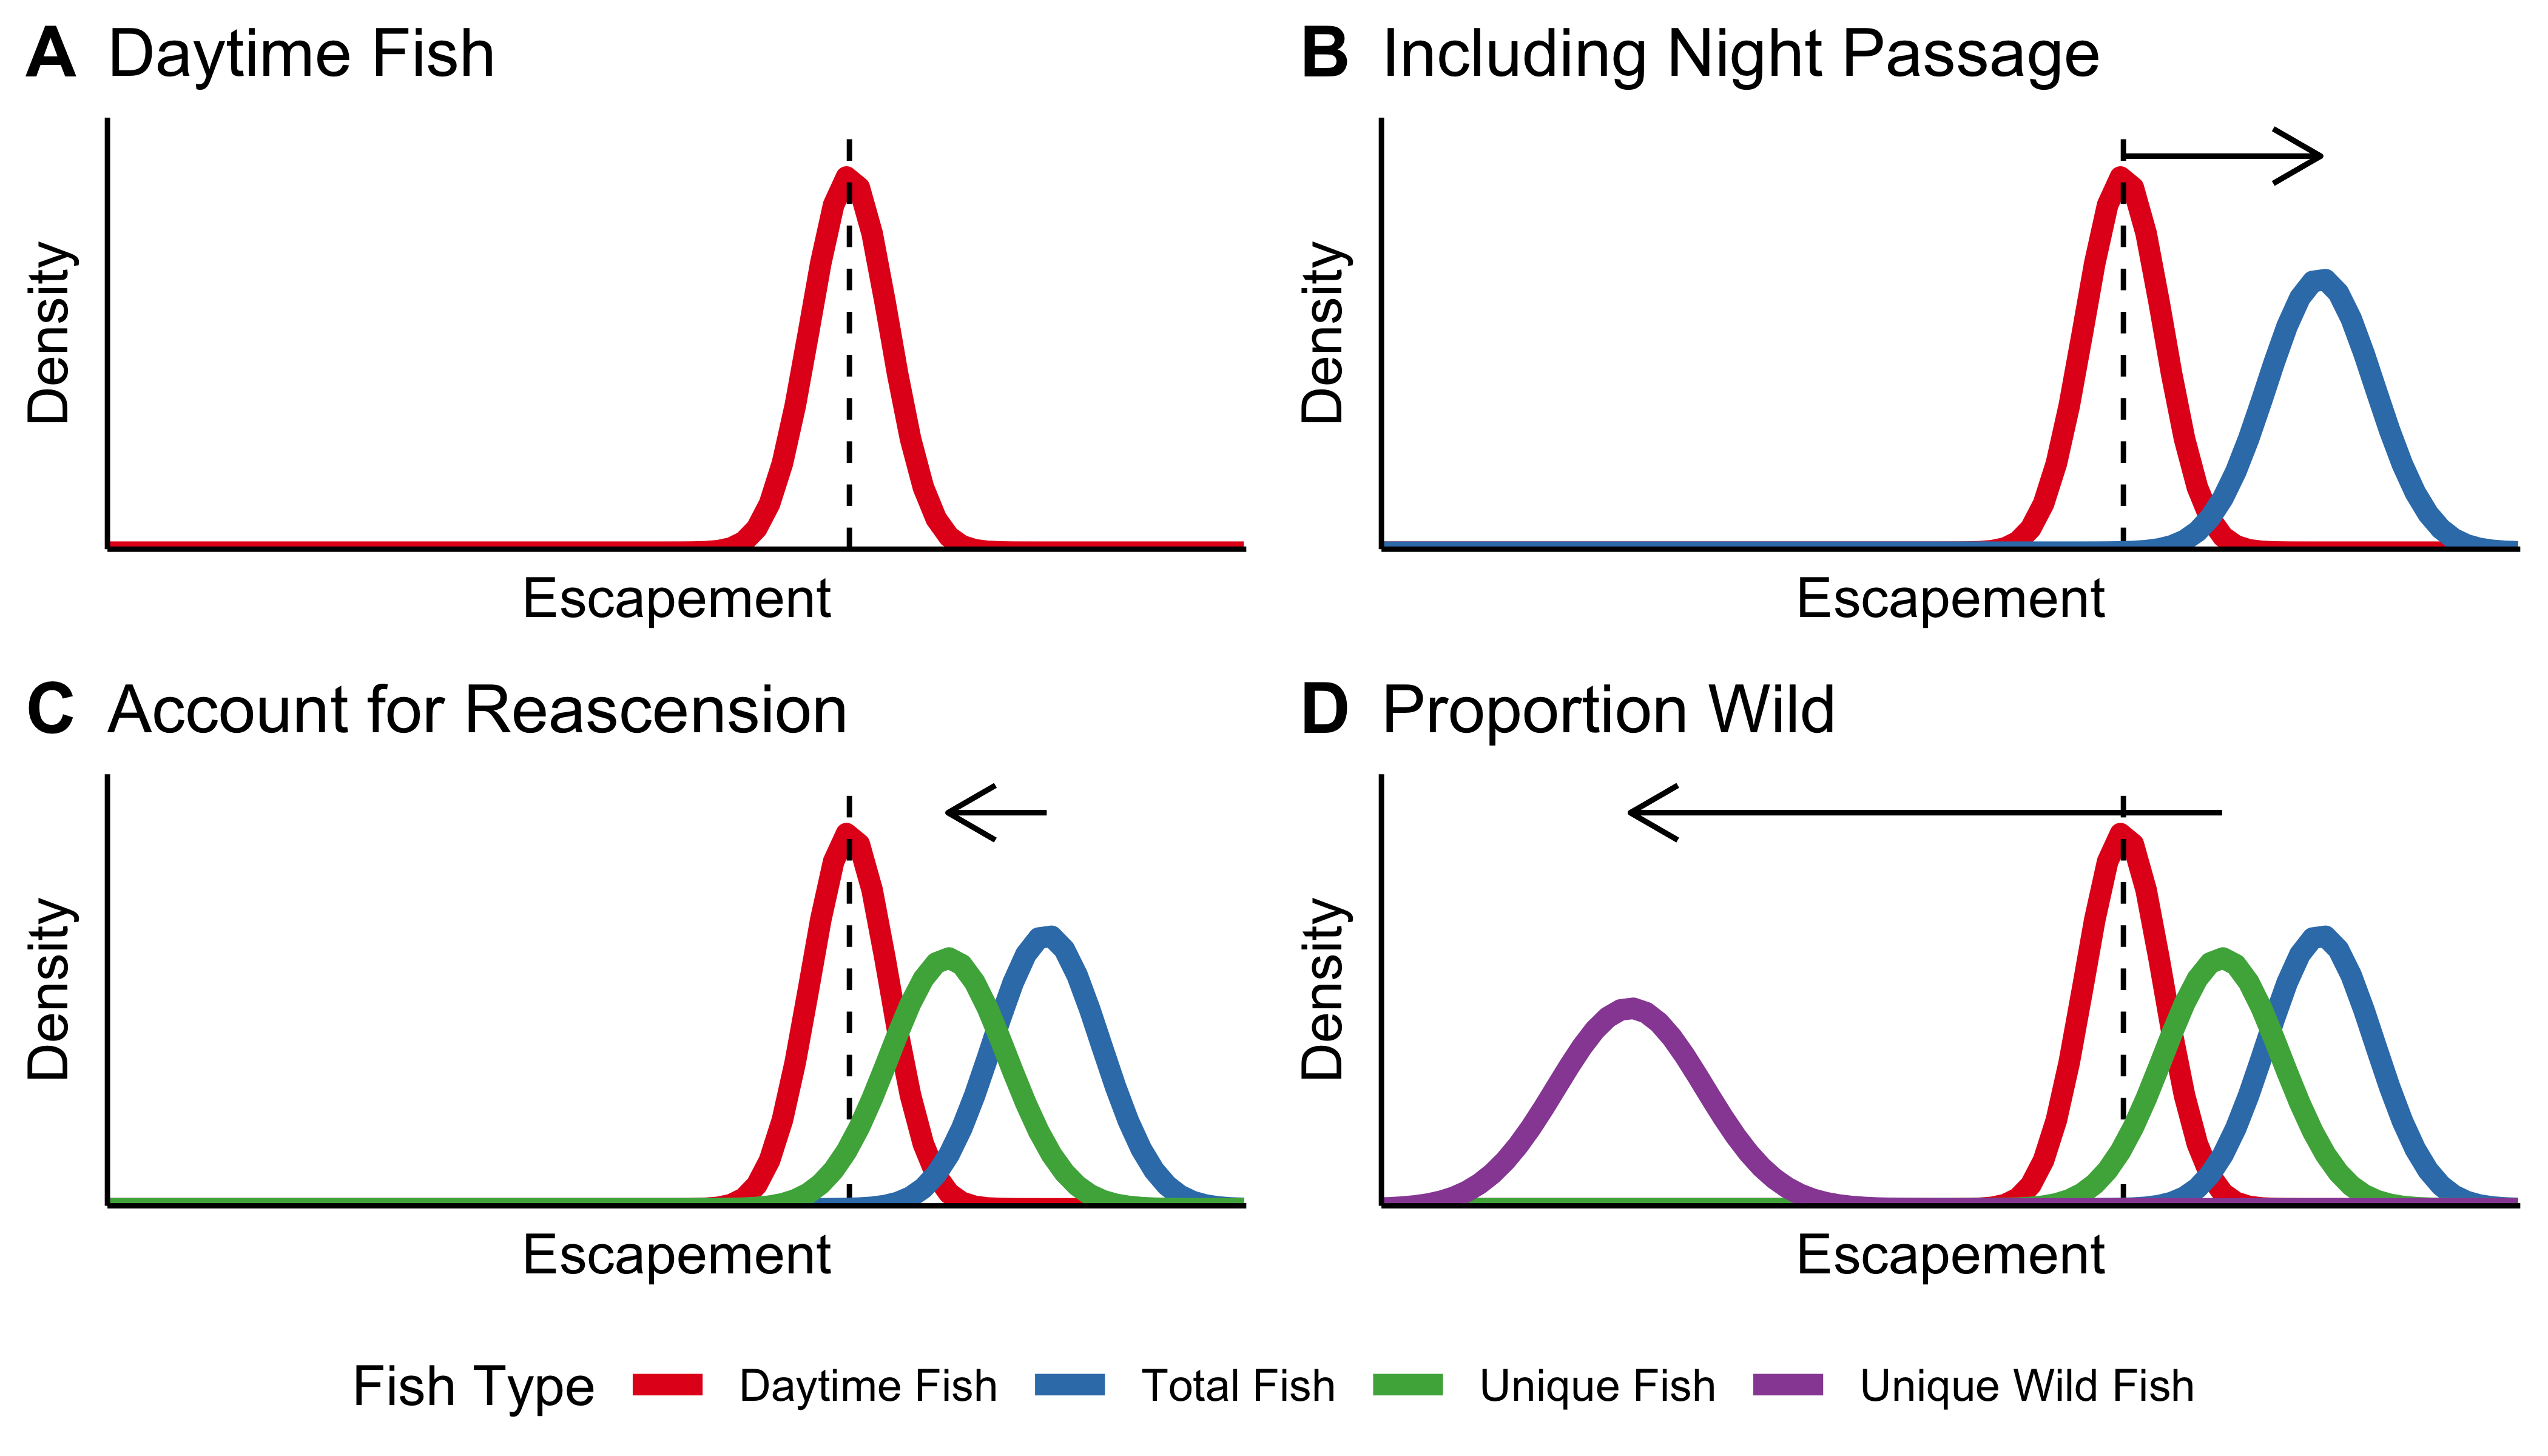 A Daytime Fish
Density
Escapement
B Including Night Passage
Density
Escapement
C Account for Reascension
Density
Escapement
D Proportion Wild
Density
Escapement
Fish Type Daytime Fish Total Fish Unique Fish Unique Wild Fish